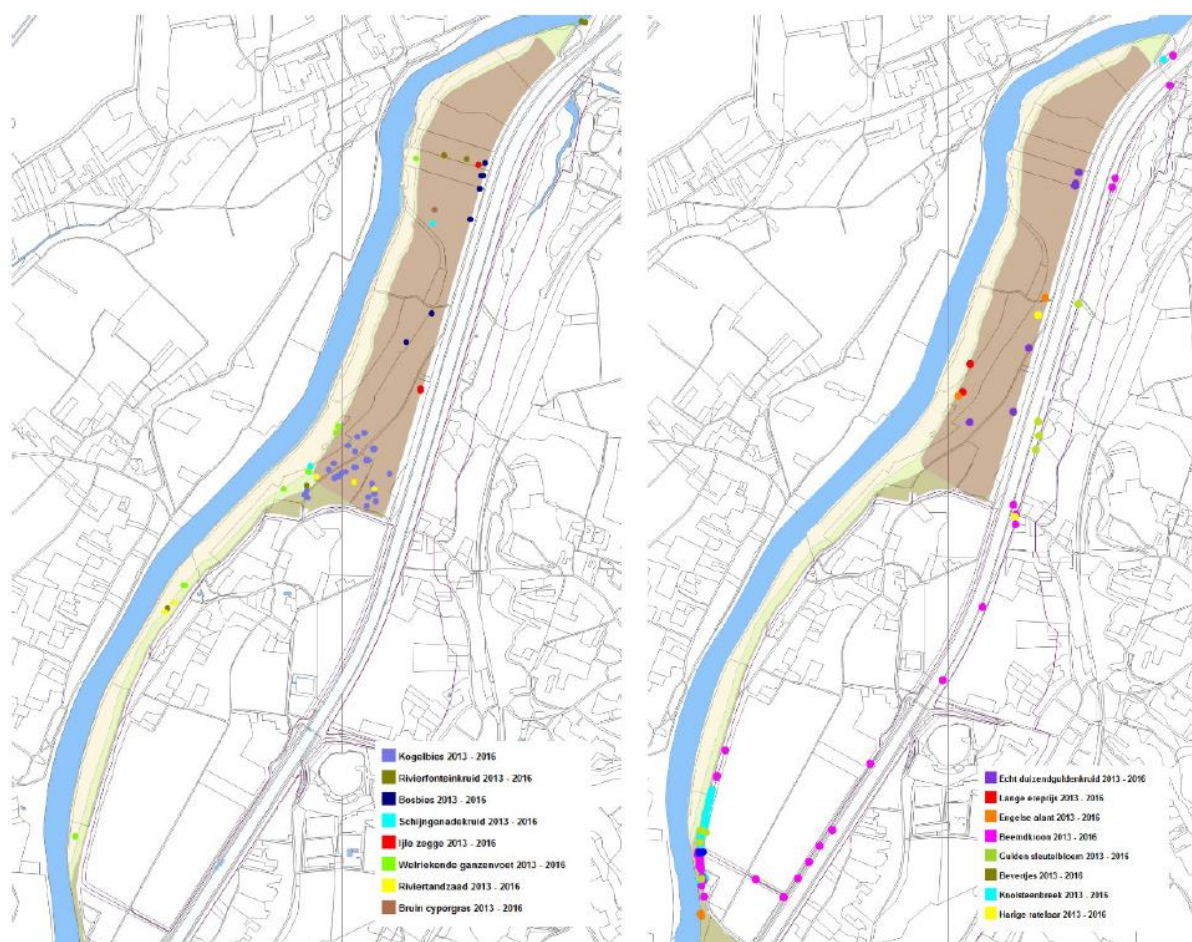 Kogelbies 2013 - 2016
Rivierfonteinkruid 2013 - 2016
Bosbies 2013 - 2016
Schijngenadekruid 2013 - 2016
Ijle zegge 2013 - 2016
Welriekende ganzenvoet 2013 - 2016
Riviertandzaad 2013 - 2016
Bruin cypergras 2013 - 2016
Echt duizendguldenkruid 2013 - 2016
Lange ereprijs 2013 - 2016
Engelse alant 2013 - 2016
Beemdkroon 2013 - 2016
Gulden sleutelbloem 2013 - 2016
Bevertjes 2013 - 2016
Knolsteenbreek 2013 - 2016
Harige ratelaar 2013 - 2016